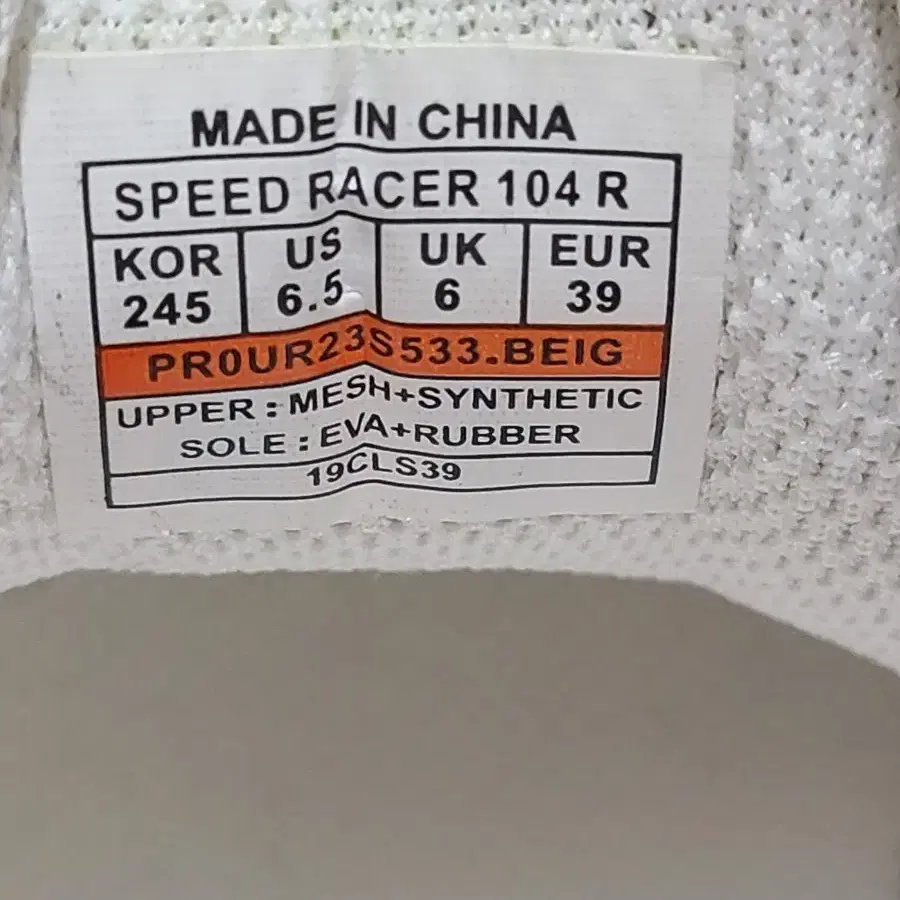 MADE IN CHINA
SPEED RACER 104 R
KOR US UK EUR
245 6.5 6 39
PR0UR23S533.BEIG
UPPER : MESH+SYNTHETIC
SOLE : EVA+RUBBER
19CLS39